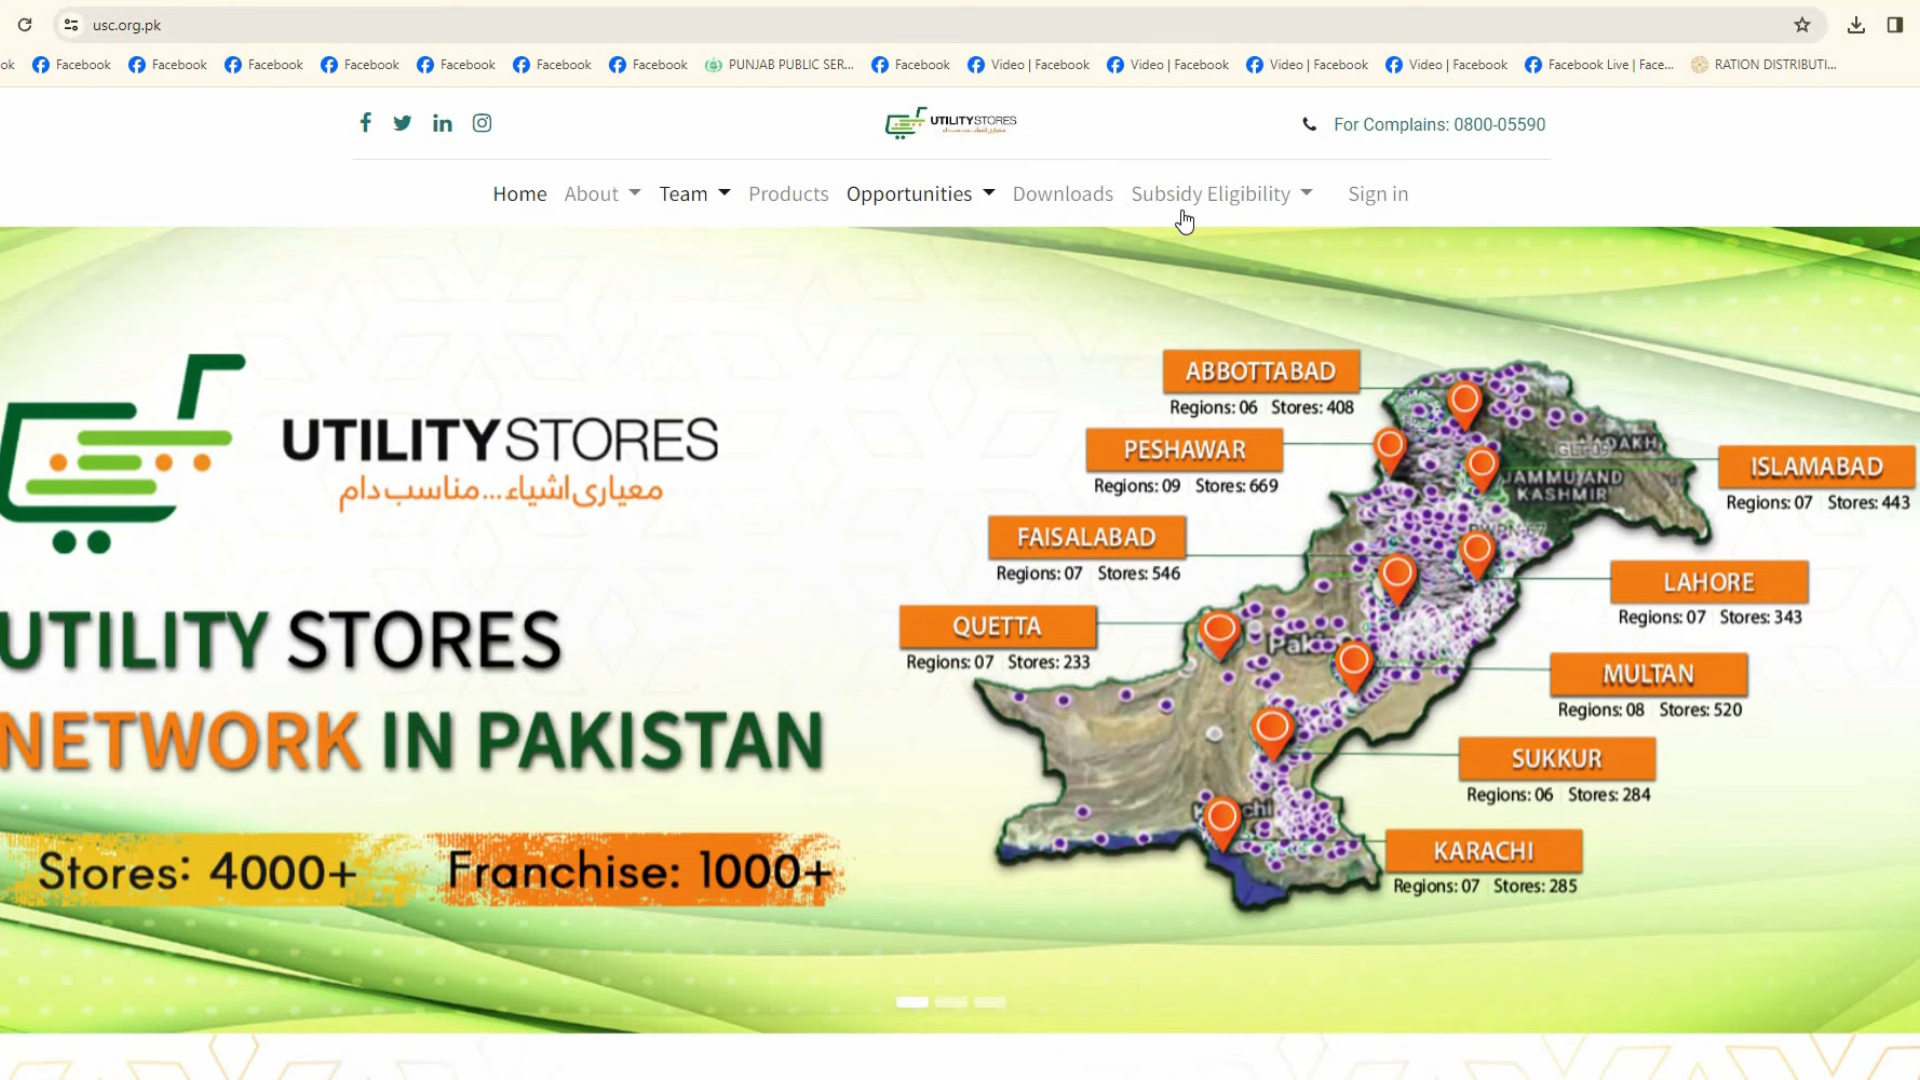 usc.org.pk
ok Facebook Facebook Facebook Facebook Facebook Facebook Facebook PUNJAB PUBLIC SER... Facebook Video | Facebook Video | Facebook Video | Facebook Video | Facebook Facebook Live | Face... RATION DISTRIBUTI...
UTILITYSTORES
For Complains: 0800-05590
Home About Team Products Opportunities Downloads Subsidy Eligibility Sign in
UTILITYSTORES
معیاری اشیاء...مناسب دام
UTILITY STORES
NETWORK IN PAKISTAN
Stores: 4000+ Franchise: 1000+
ABBOTTABAD
Regions: 06 Stores: 408
PESHAWAR
Regions: 09 Stores: 669
ISLAMABAD
Regions: 07 Stores: 443
FAISALABAD
Regions: 07 Stores: 546
LAHORE
Regions: 07 Stores: 343
QUETTA
Regions: 07 Stores: 233
MULTAN
Regions: 08 Stores: 520
SUKKUR
Regions: 06 Stores: 284
KARACHI
Regions: 07 Stores: 285
JAMMU AND
KASHMIR